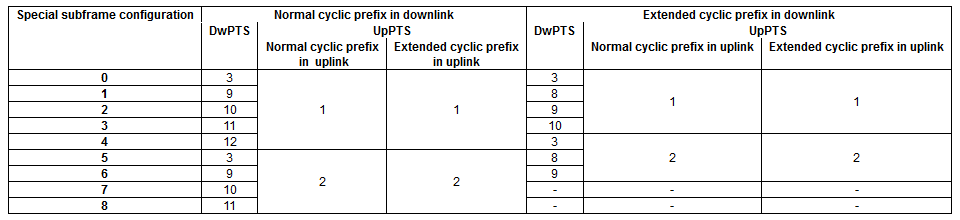 Special subframe configuration Normal cyclic prefix in downlink Extended cyclic prefix in downlink
DwPTS UpPTS DwPTS UpPTS
Normal cyclic prefix in uplink Extended cyclic prefix in uplink Normal cyclic prefix in uplink Extended cyclic prefix in uplink
0 3 1 1 3 1 1
1 9 8
2 10 9
3 11 10
4 12 3 2 2
5 3 2 2 8
6 9 9
7 10 - - -
8 11 - - -